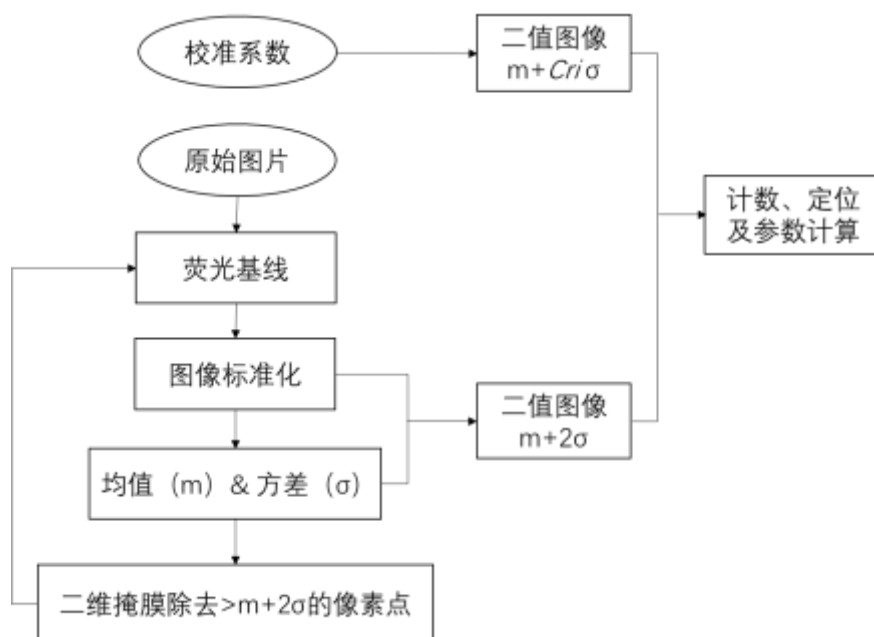 校准系数
二值图像
m+Cri σ
原始图片
计数、定位
及参数计算
荧光基线
图像标准化
二值图像
m+2σ
均值（m）& 方差（σ）
二维掩膜除去>m+2σ的像素点